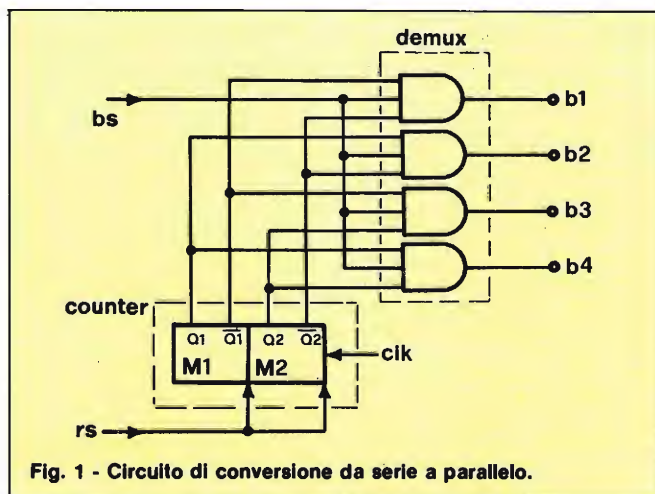 demux
bs
b1
b2
b3
b4
counter
Q1 Q̅1̅ Q2 Q̅2̅
M1 M2
clk
rs
Fig. 1 - Circuito di conversione da serie a parallelo.